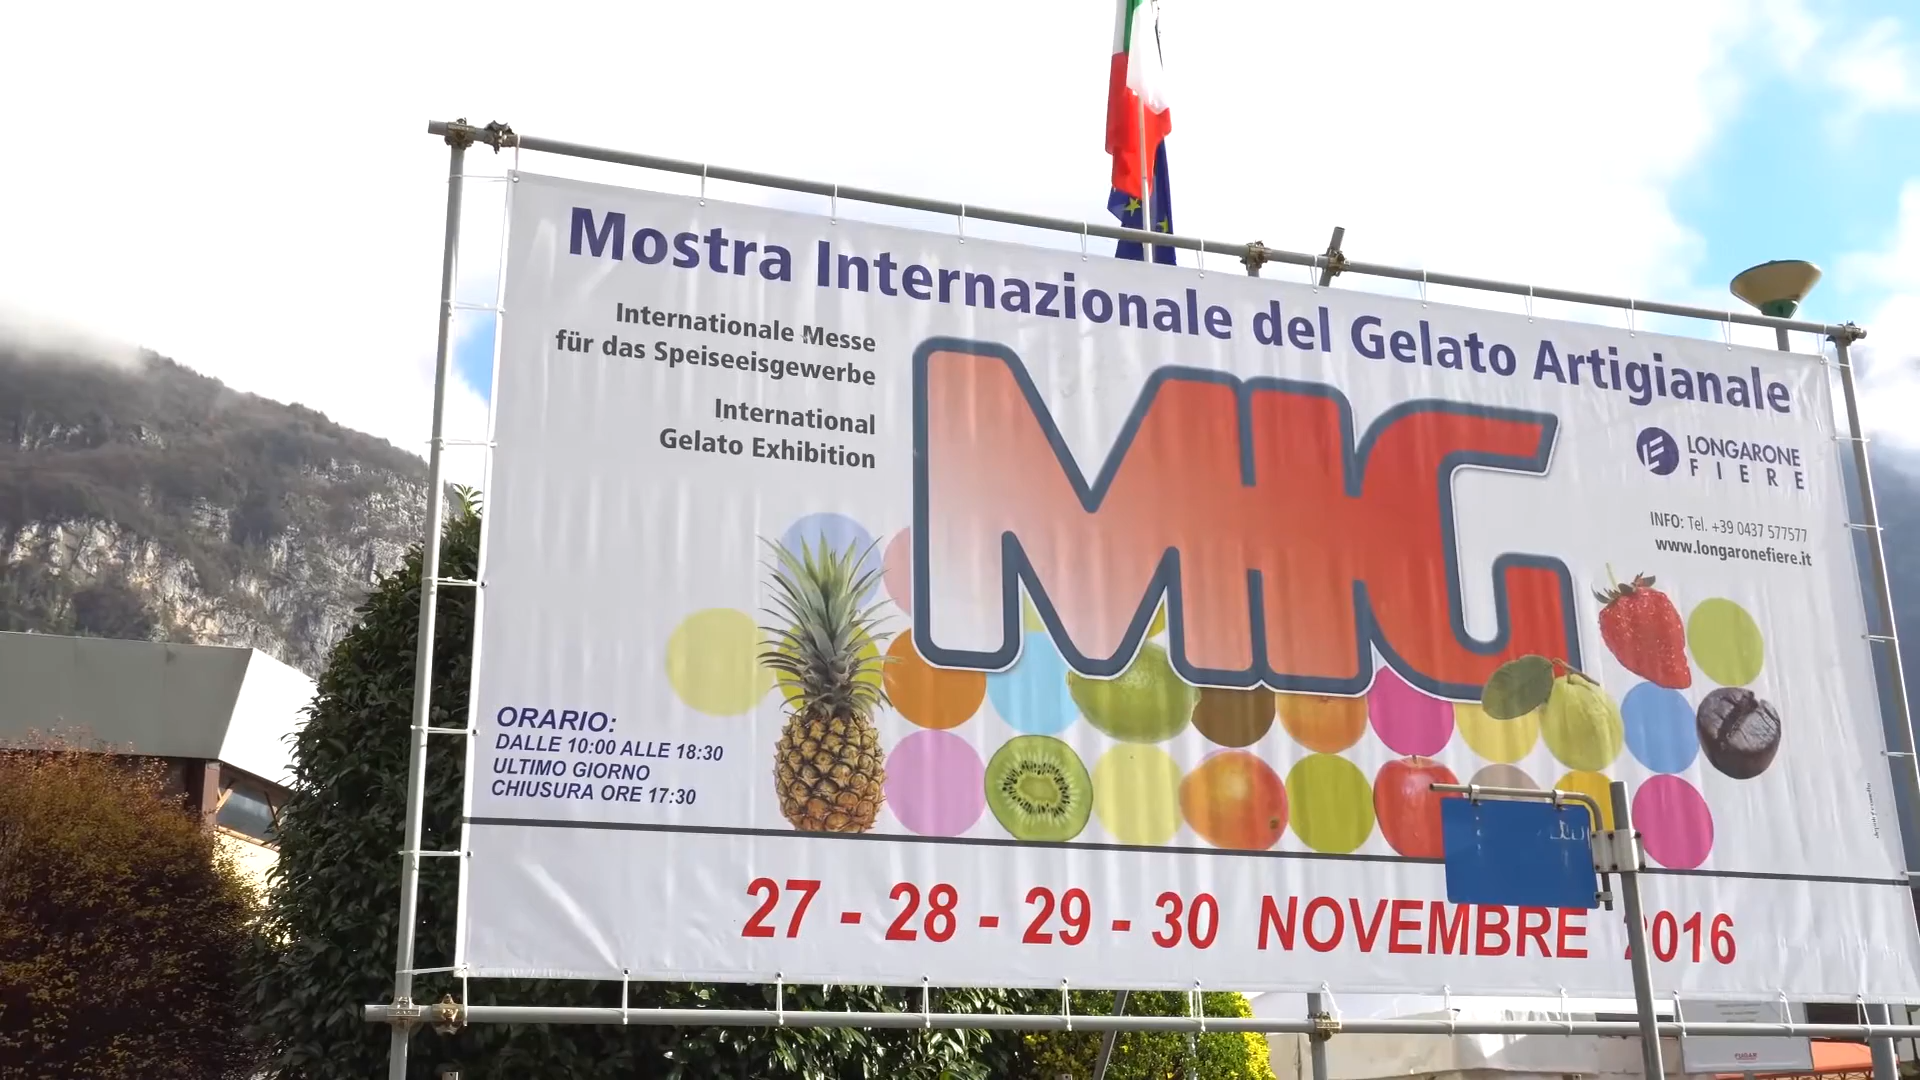 Mostra Internazionale del Gelato Artigianale
Internationale Messe
für das Speiseeisgewerbe
International
Gelato Exhibition
MIG
LONGARONE
FIERE
INFO: Tel. +39 0437 577577
www.longaronefiere.it
ORARIO:
DALLE 10:00 ALLE 18:30
ULTIMO GIORNO
CHIUSURA ORE 17:30
27 - 28 - 29 - 30 NOVEMBRE 2016